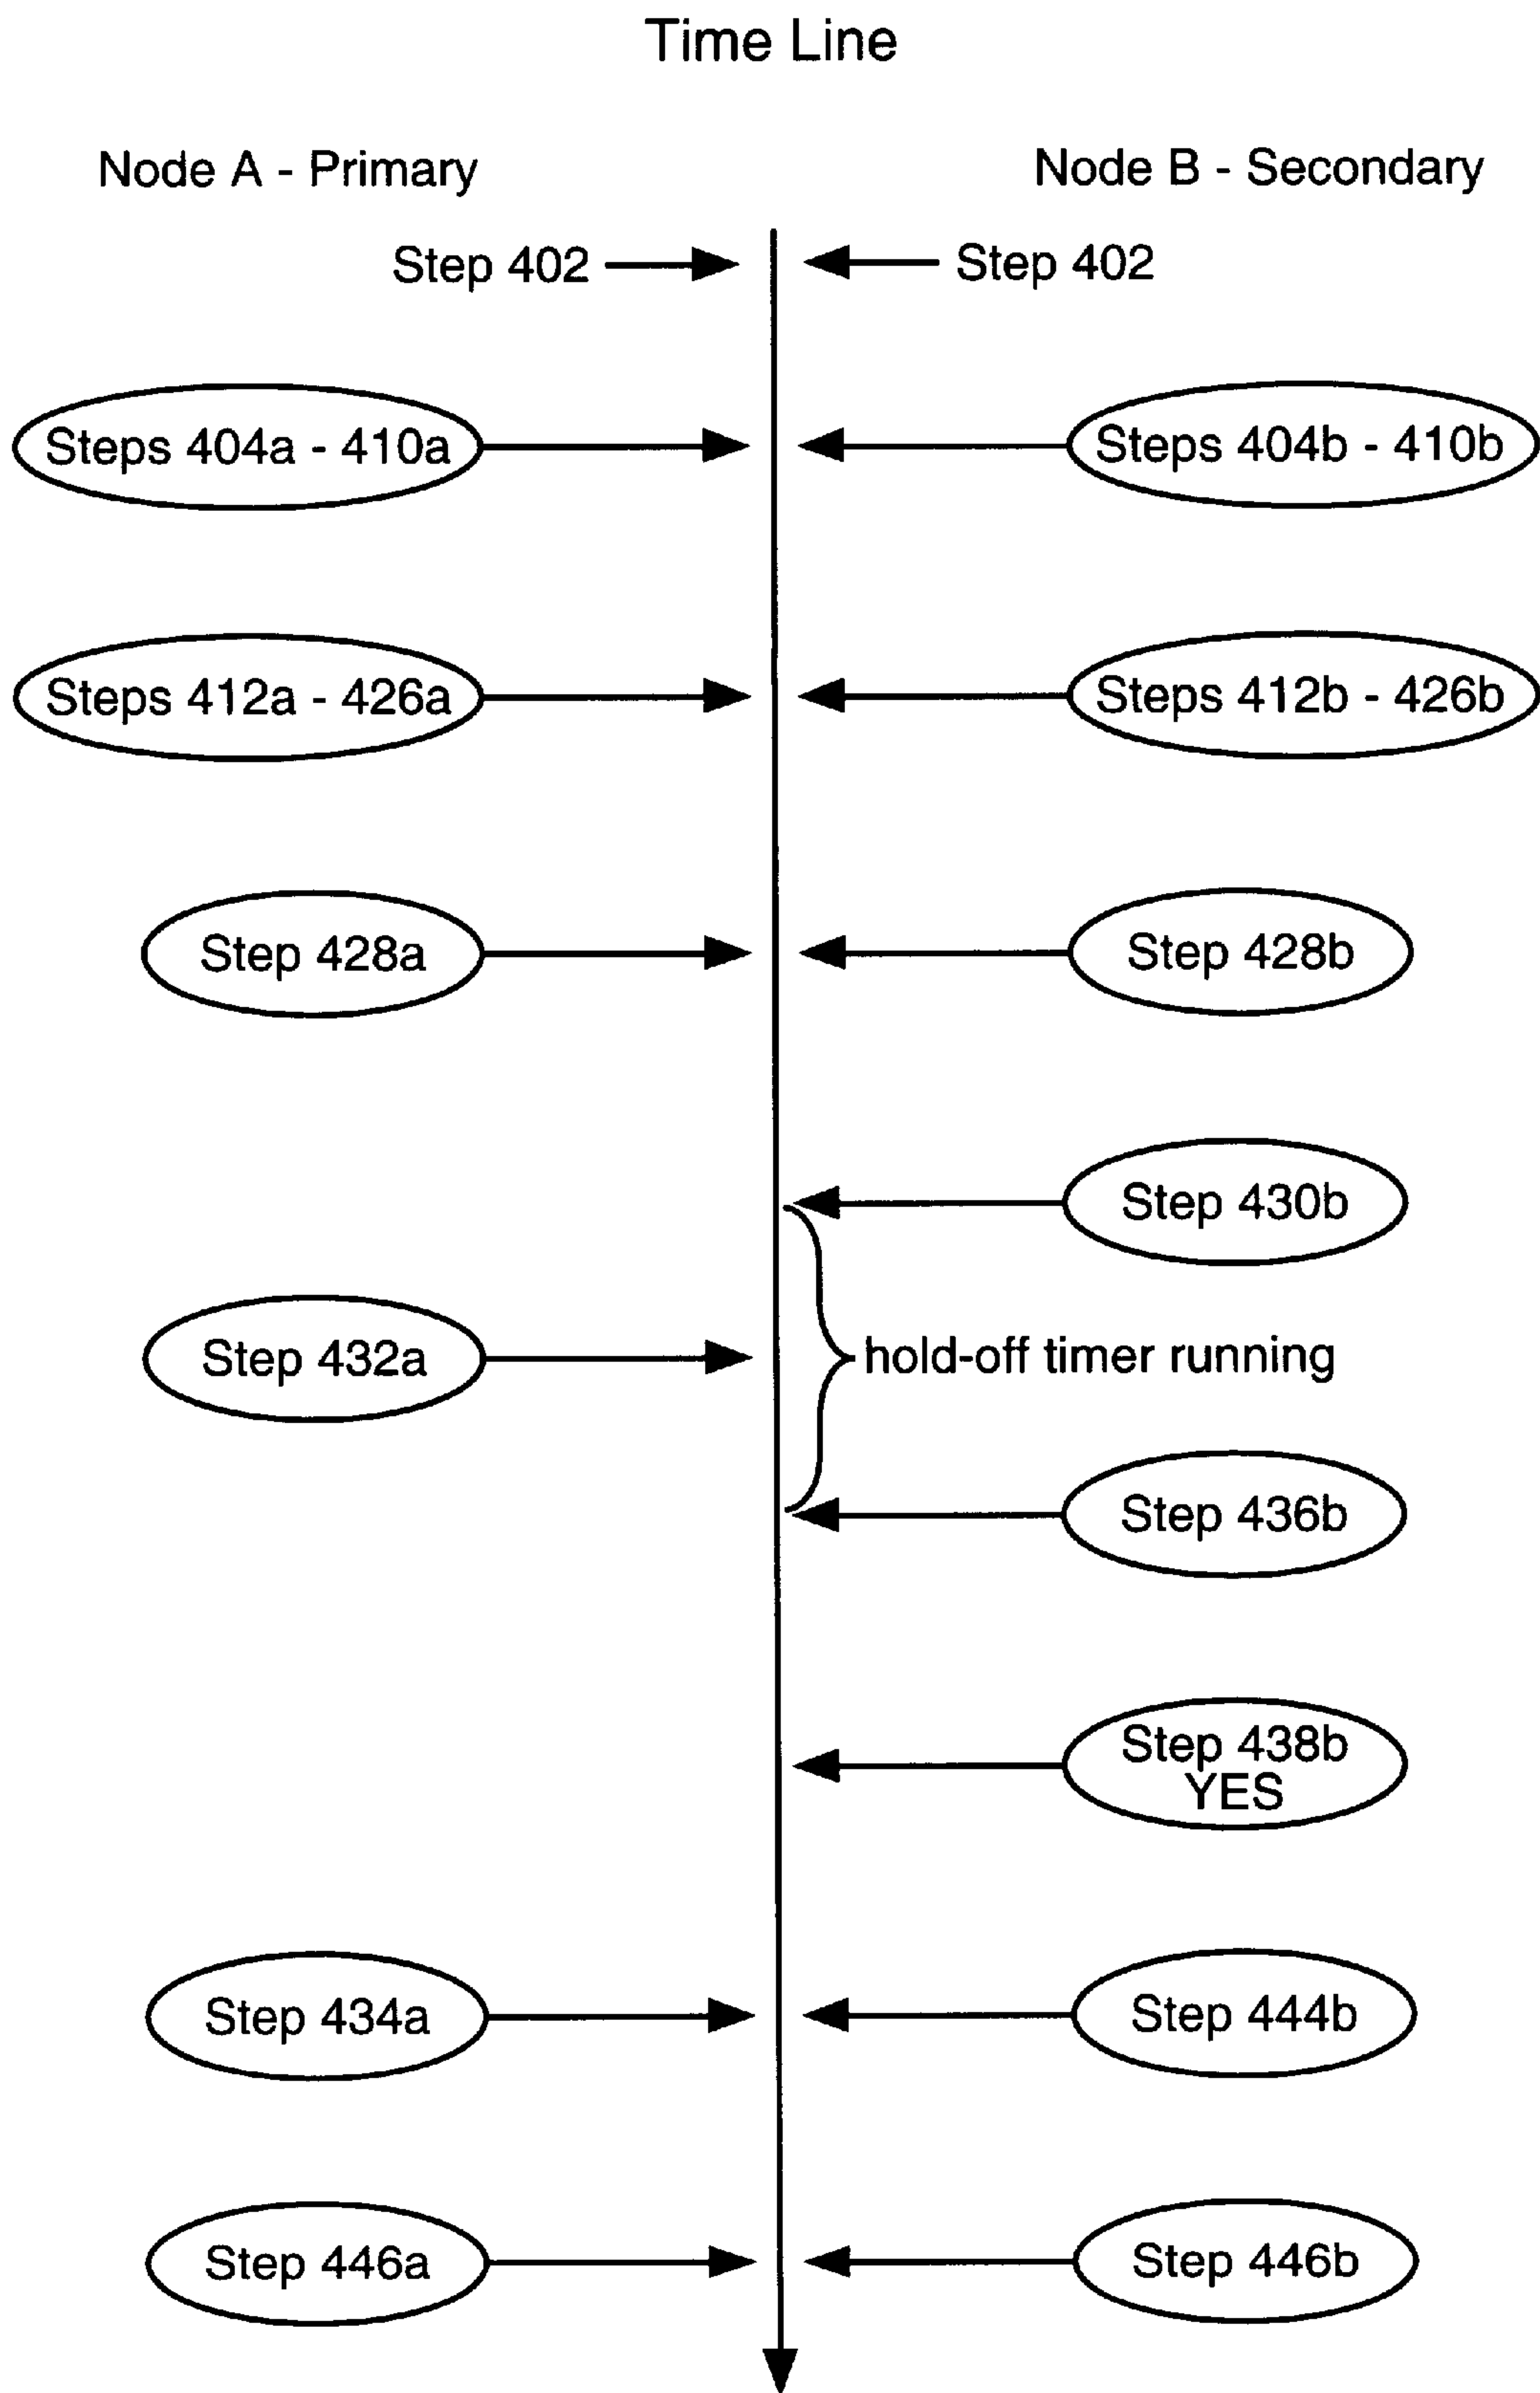 Time Line
Node A - Primary
Node B - Secondary
Step 402
Step 402
Steps 404a - 410a
Steps 404b - 410b
Steps 412a - 426a
Steps 412b - 426b
Step 428a
Step 428b
Step 430b
Step 432a
hold-off timer running
Step 436b
Step 438b
YES
Step 434a
Step 444b
Step 446a
Step 446b